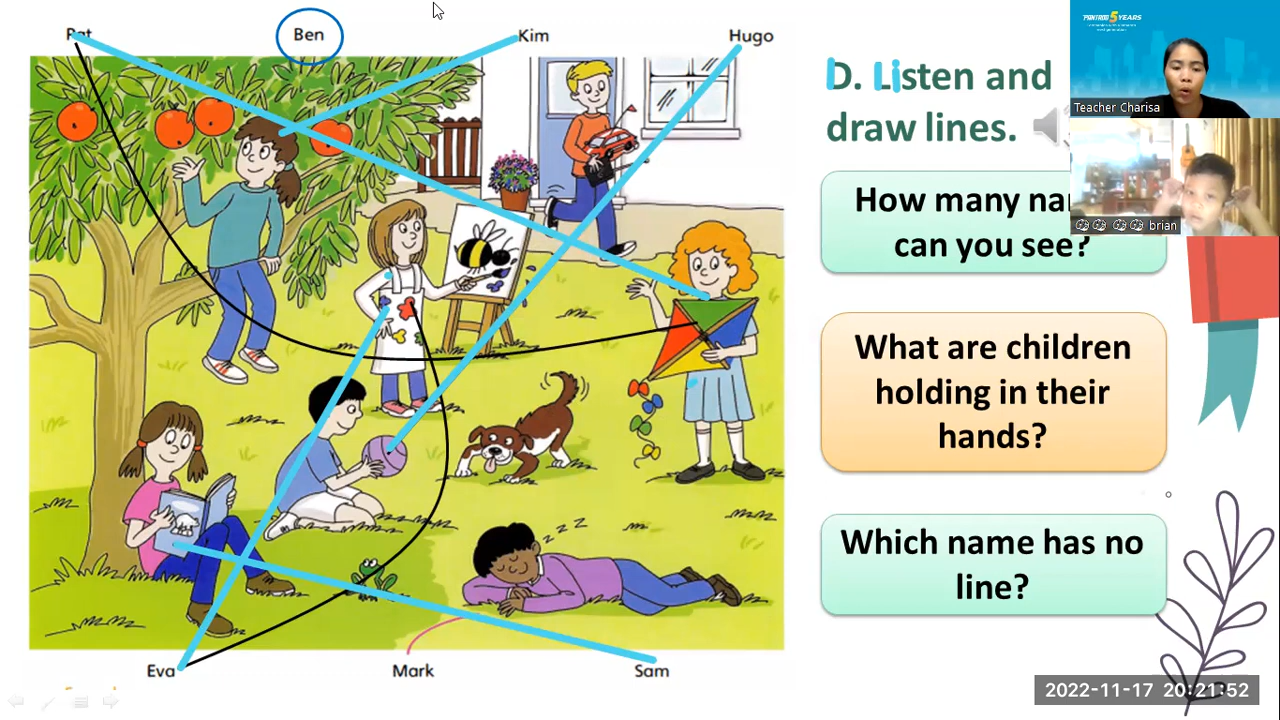 Pat
Ben
Kim
Hugo
D. Listen and
draw lines.
How many na
can you see?
What are children
holding in their
hands?
Which name has no
line?
z z z z
Eva
Mark
Sam
5 YEARS
Teacher Charisa
brian
2022-11-17 20:21:52